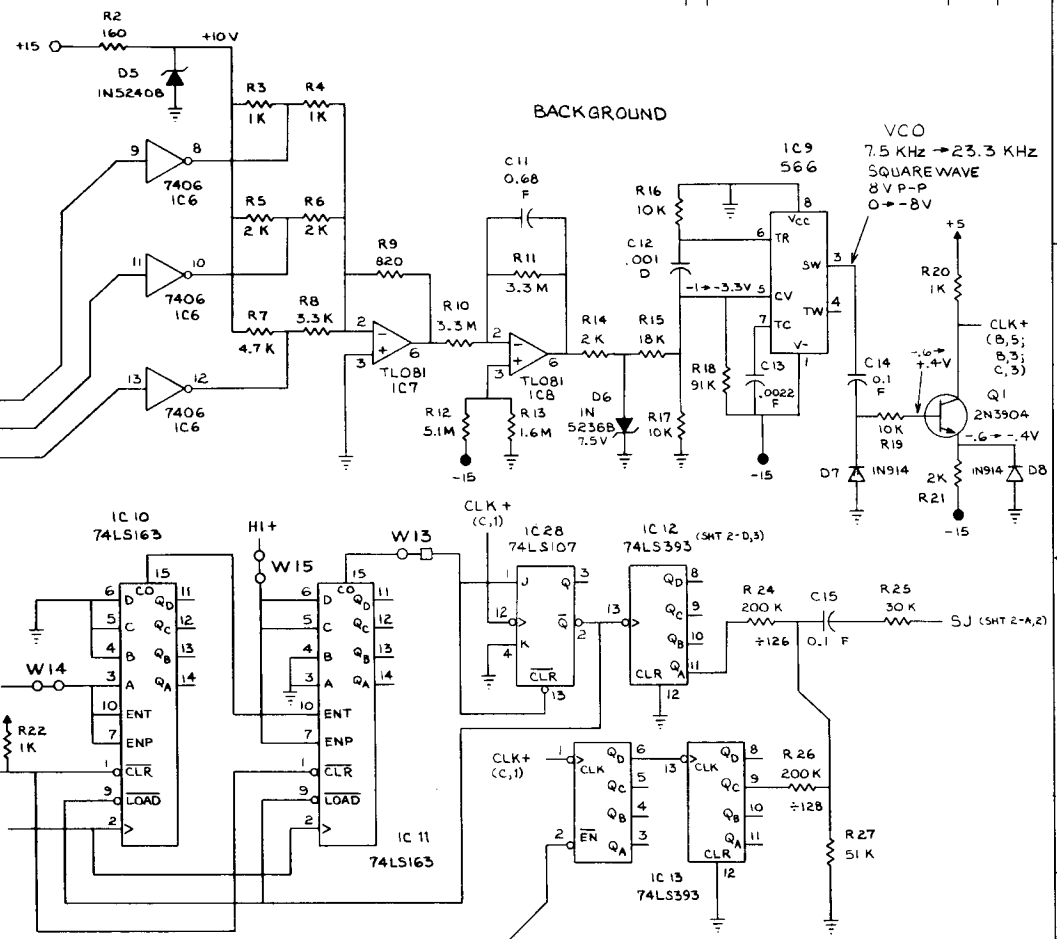 R2
160
+15
+10V
D5
IN5240B
R3
1K
R4
1K
9
8
7406
IC6
R5
2K
R6
2K
11
10
7406
IC6
R7
4.7K
R8
3.3K
13
12
7406
IC6
BACKGROUND
R9
820
2
3
6
TL081
IC7
R10
3.3M
C11
0.68
F
R11
3.3M
2
3
6
TL081
IC8
R12
5.1M
-15
R13
1.6M
R14
2K
R15
18K
D6
IN
5236B
7.5V
R16
10K
C12
.001
D
-1→-3.3V
R17
10K
R18
91K
IC9
566
8
VCC
6
TR
SW
3
5
CV
TW
4
7
TC
V-
1
C13
.0022
F
-15
VCO
7.5 KHz→23.3 KHz
SQUAREWAVE
8V P-P
0→-8V
C14
0.1
F
-.6→
+.4V
10K
R19
D7
IN914
+5
R20
1K
CLK+
(B,5;
B,3;
C,3)
Q1
2N3904
-.6→-.4V
2K
R21
-15
IN914
D8
IC10
74LS163
15
CO
6
D
QD
11
5
C
QC
12
4
B
QB
13
3
A
QA
14
10
ENT
7
ENP
1
CLR
9
LOAD
2
W14
R22
1K
HI+
W15
15
CO
6
D
QD
11
5
C
QC
12
4
B
QB
13
3
A
QA
14
10
ENT
7
ENP
1
CLR
9
LOAD
2
IC11
74LS163
W13
CLK+
(C,1)
IC28
74LS107
1
J
Q
3
12
Q
2
4
K
CLR
13
IC12
74LS393 (SHT 2-D,3)
13
QD
8
QC
9
QB
10
QA
11
CLR
12
R24
200K
÷126
C15
0.1 F
R25
30K
SJ (SHT 2-A,2)
CLK+
(C,1)
1
CLK
QD
6
QC
5
QB
4
QA
3
2
EN
13
CLK
QD
8
QC
9
QB
10
QA
11
CLR
12
IC13
74LS393
R26
200K
÷128
R27
51K